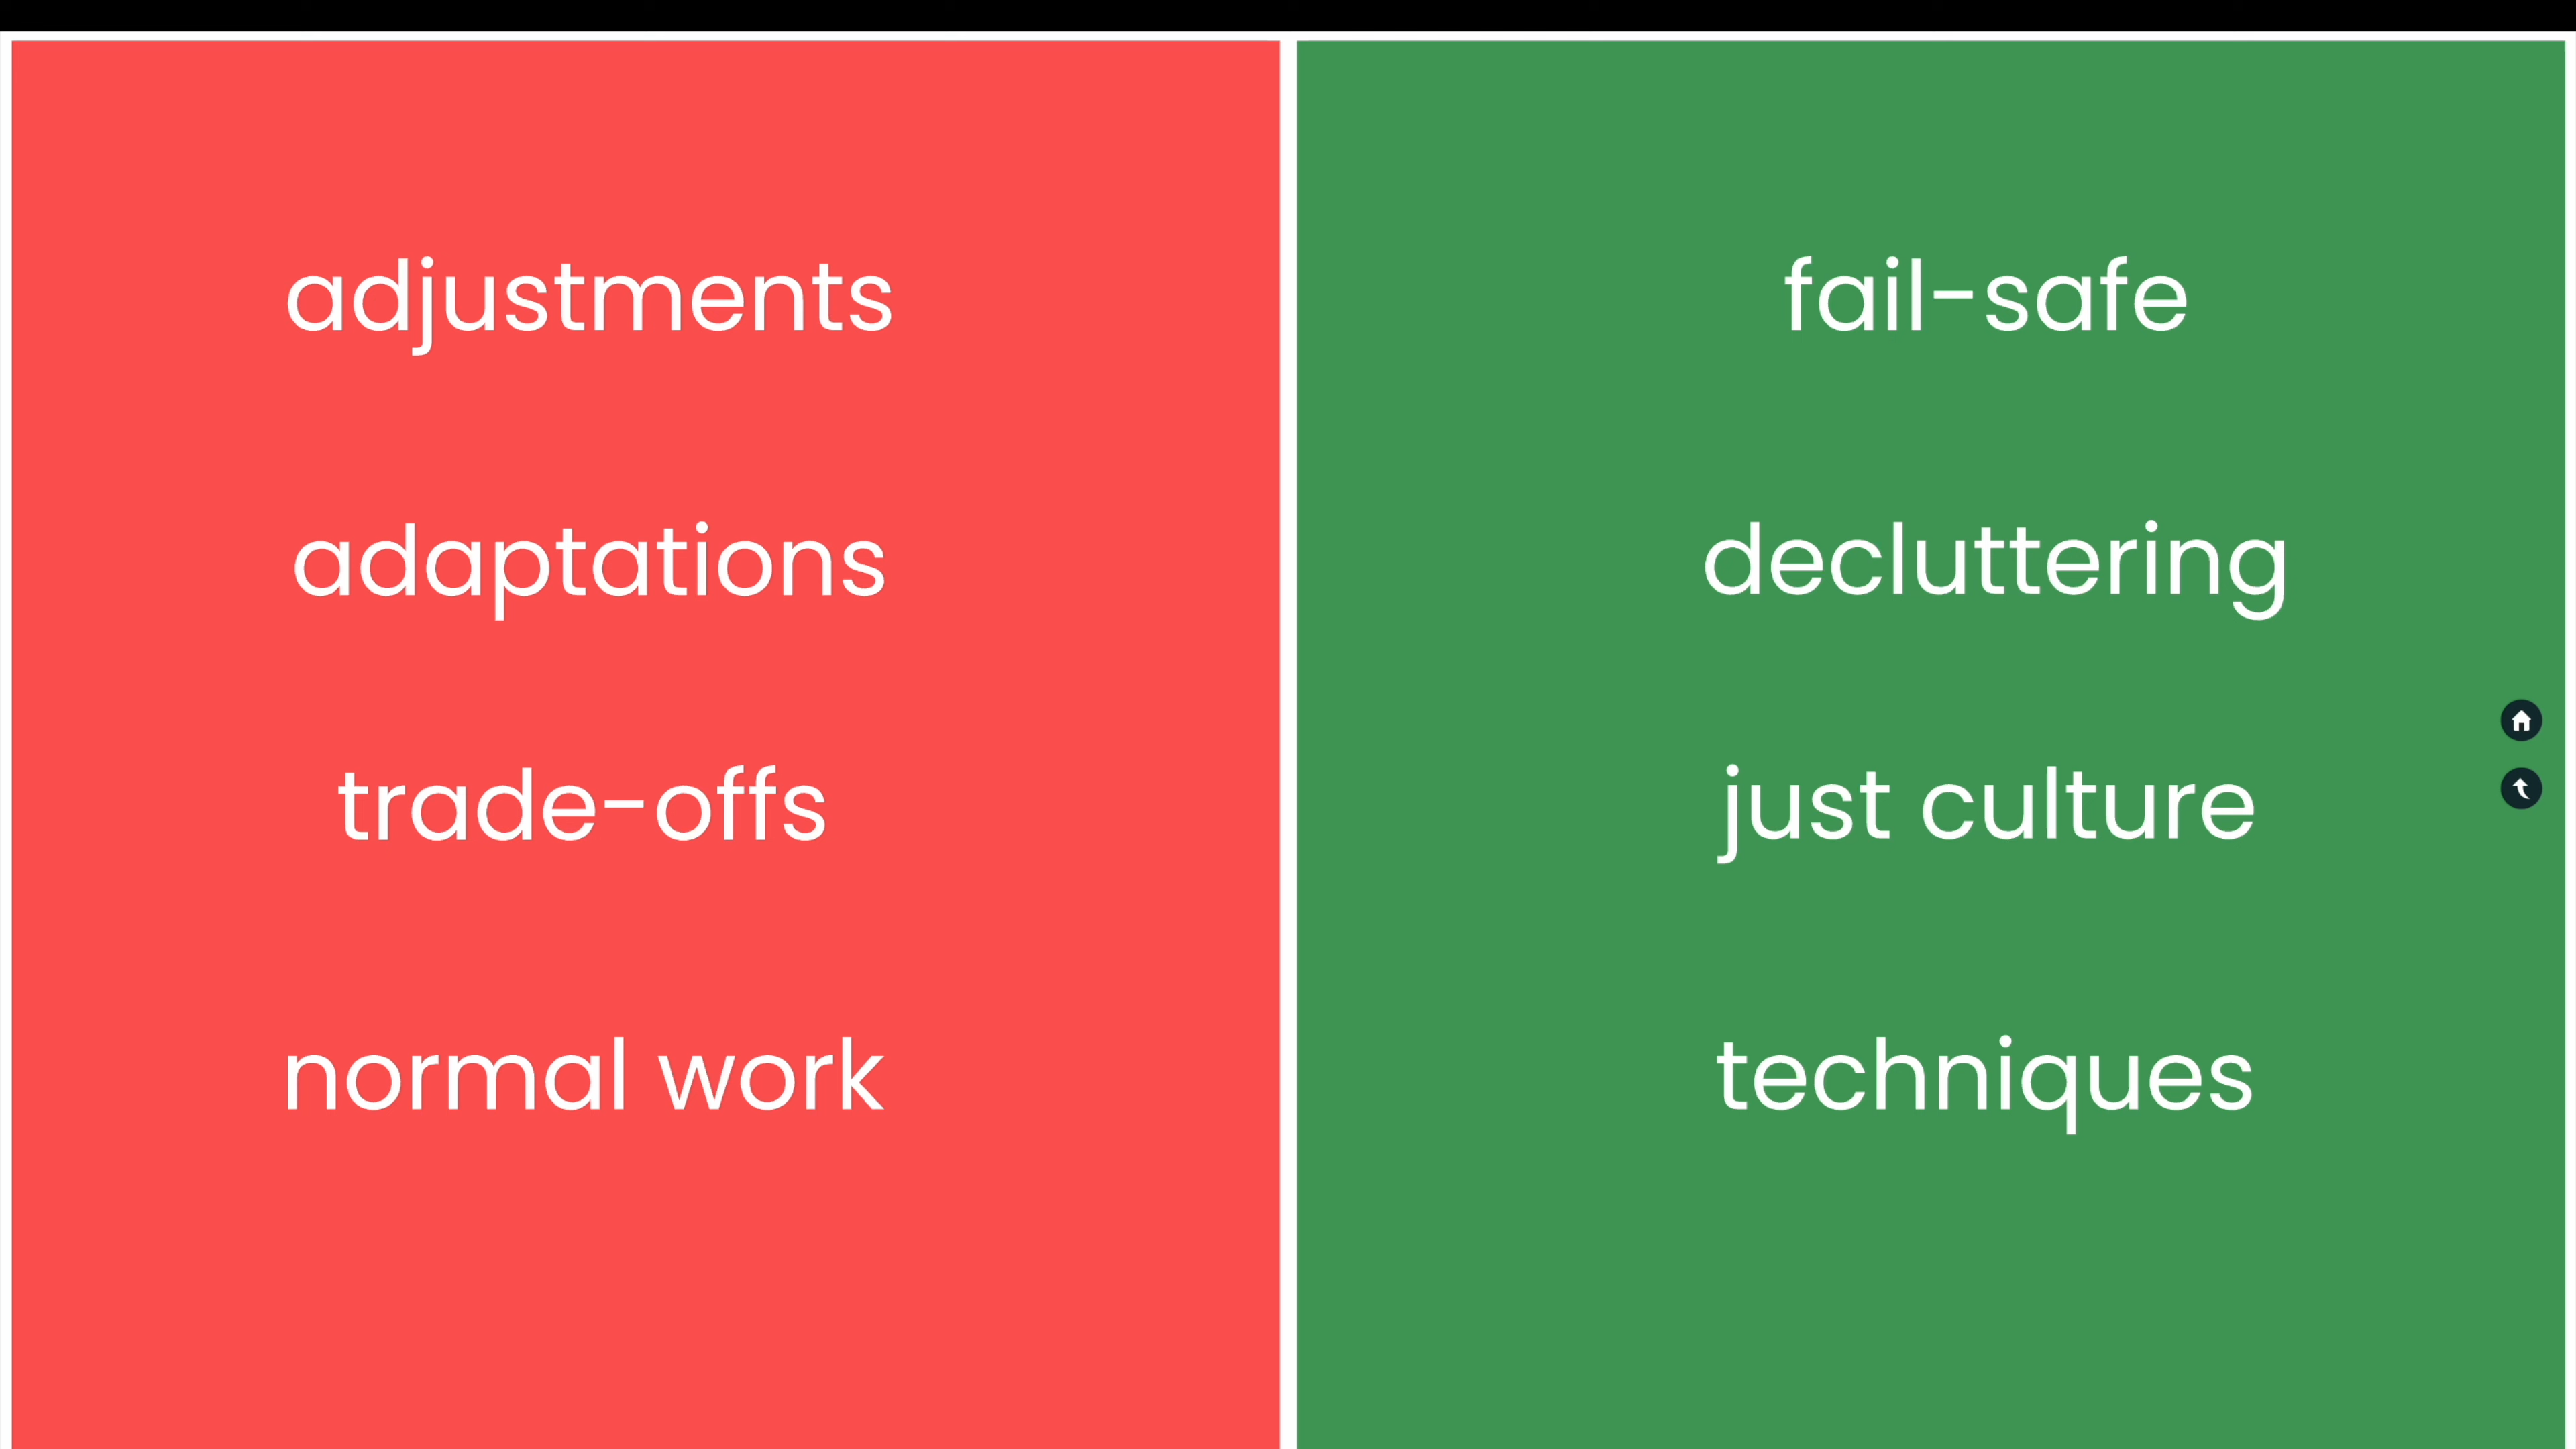 adjustments
adaptations
trade-offs
normal work
fail-safe
decluttering
just culture
techniques